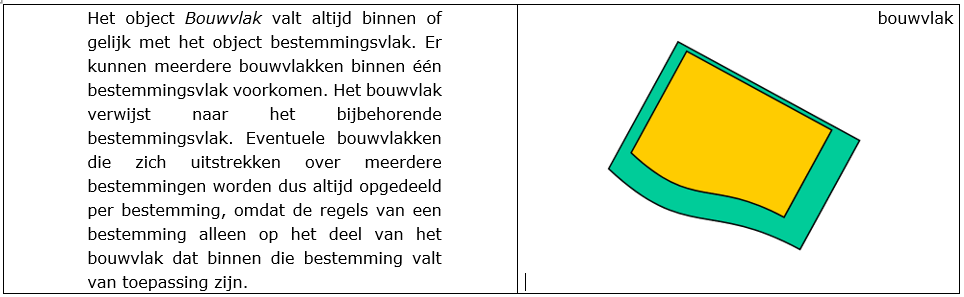 Het object Bouwvlak valt altijd binnen of
gelijk met het object bestemmingsvlak. Er
kunnen meerdere bouwvlakken binnen één
bestemmingsvlak voorkomen. Het bouwvlak
verwijst naar het bijbehorende
bestemmingsvlak. Eventuele bouwvlakken
die zich uitstrekken over meerdere
bestemmingen worden dus altijd opgedeeld
per bestemming, omdat de regels van een
bestemming alleen op het deel van het
bouwvlak dat binnen die bestemming valt
van toepassing zijn.
bouwvlak